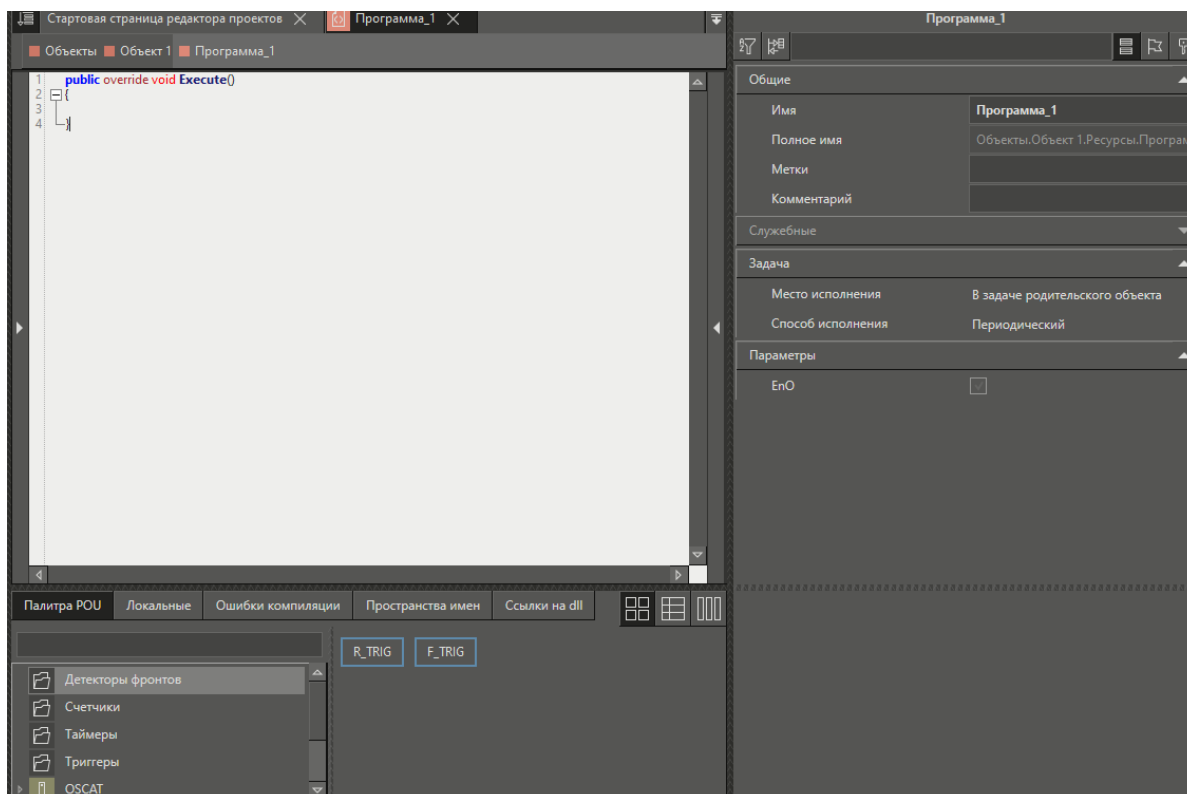 Стартовая страница редактора проектов
Программа_1
Программа_1
Объекты Объект 1 Программа_1
1 public override void Execute()
2 {
3
4 }
Общие
Имя Программа_1
Полное имя Объекты.Объект 1.Ресурсы.Програм
Метки
Комментарий
Служебные
Задача
Место исполнения В задаче родительского объекта
Способ исполнения Периодический
Параметры
EnO
Палитра POU Локальные Ошибки компиляции Пространства имен Ссылки на dll
R_TRIG F_TRIG
Детекторы фронтов
Счетчики
Таймеры
Триггеры
OSCAT